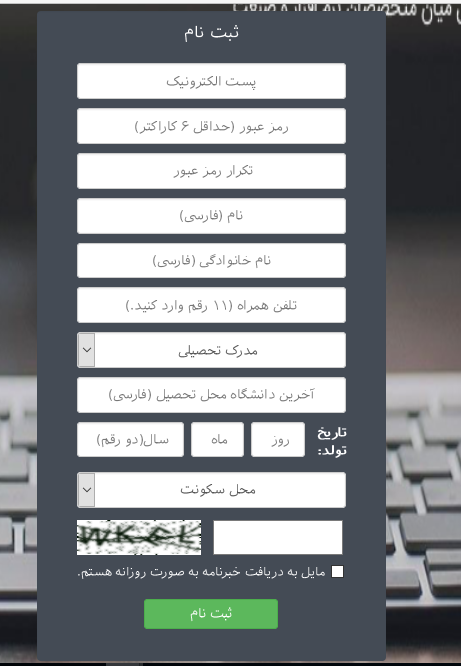 ثبت نام
پست الکترونیک
رمز عبور (حداقل ۶ کاراکتر)
تکرار رمز عبور
نام (فارسی)
نام خانوادگی (فارسی)
تلفن همراه (۱۱ رقم وارد کنید.)
مدرک تحصیلی
آخرین دانشگاه محل تحصیل (فارسی)
تاریخ تولد: روز ماه سال(دو رقم)
محل سکونت
مایل به دریافت خبرنامه به صورت روزانه هستم.
ثبت نام